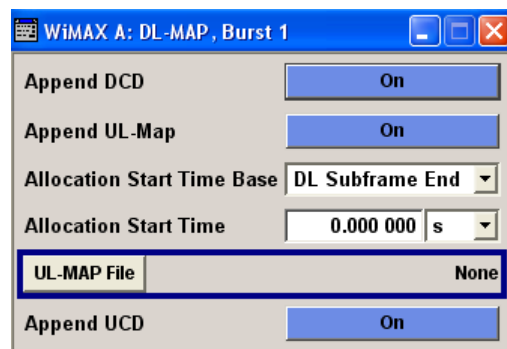 WiMAX A: DL-MAP, Burst 1
Append DCD On
Append UL-Map On
Allocation Start Time Base DL Subframe End
Allocation Start Time 0.000 000 s
UL-MAP File None
Append UCD On